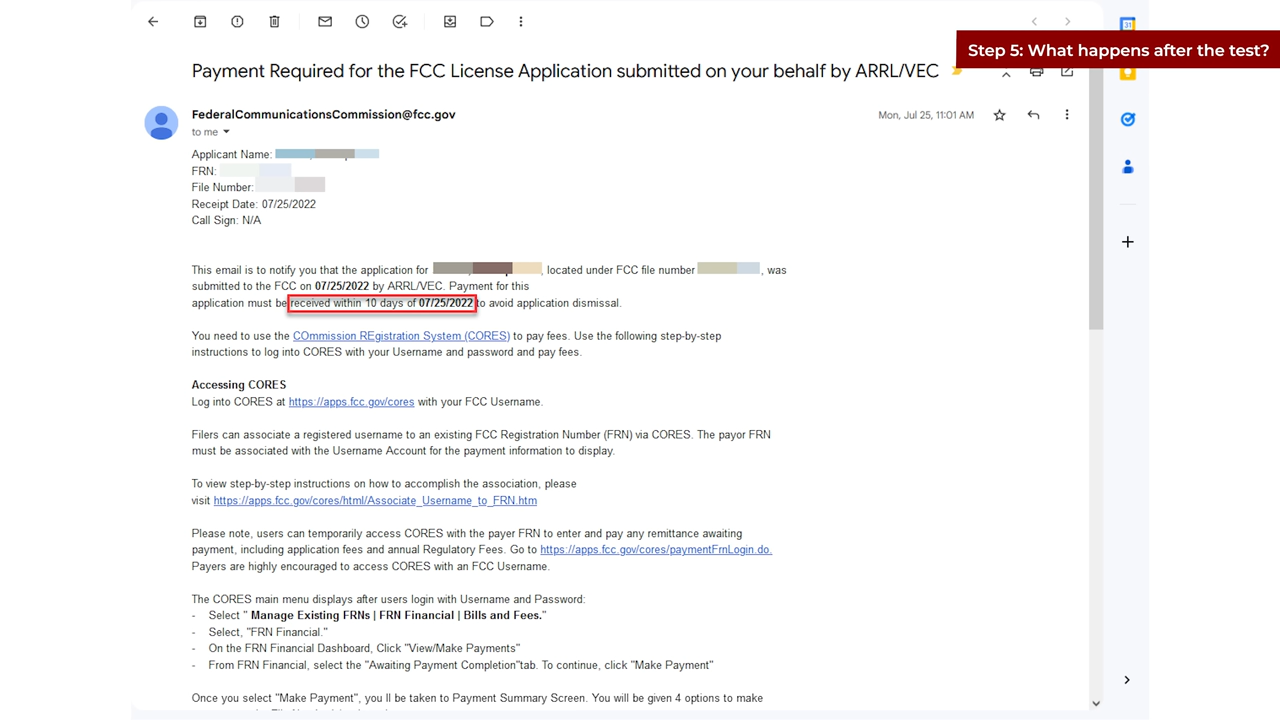 Step 5: What happens after the test?
Payment Required for the FCC License Application submitted on your behalf by ARRL/VEC
31
FederalCommunicationsCommission@fcc.gov
Mon, Jul 25, 11:01 AM
to me
Applicant Name:
FRN:
File Number:
Receipt Date: 07/25/2022
Call Sign: N/A
This email is to notify you that the application for , located under FCC file number , was
submitted to the FCC on 07/25/2022 by ARRL/VEC. Payment for this
application must be received within 10 days of 07/25/2022 to avoid application dismissal.
You need to use the COmmission REgistration System (CORES) to pay fees. Use the following step-by-step
instructions to log into CORES with your Username and password and pay fees.
Accessing CORES
Log into CORES at https://apps.fcc.gov/cores with your FCC Username.
Filers can associate a registered username to an existing FCC Registration Number (FRN) via CORES. The payor FRN
must be associated with the Username Account for the payment information to display.
To view step-by-step instructions on how to accomplish the association, please
visit https://apps.fcc.gov/cores/html/Associate_Username_to_FRN.htm
Please note, users can temporarily access CORES with the payer FRN to enter and pay any remittance awaiting
payment, including application fees and annual Regulatory Fees. Go to https://apps.fcc.gov/cores/paymentFrnLogin.do.
Payers are highly encouraged to access CORES with an FCC Username.
The CORES main menu displays after users login with Username and Password:
- Select " Manage Existing FRNs | FRN Financial | Bills and Fees."
- Select, "FRN Financial."
- On the FRN Financial Dashboard, Click "View/Make Payments"
- From FRN Financial, select the "Awaiting Payment Completion"tab. To continue, click "Make Payment"
Once you select "Make Payment", you ll be taken to Payment Summary Screen. You will be given 4 options to make